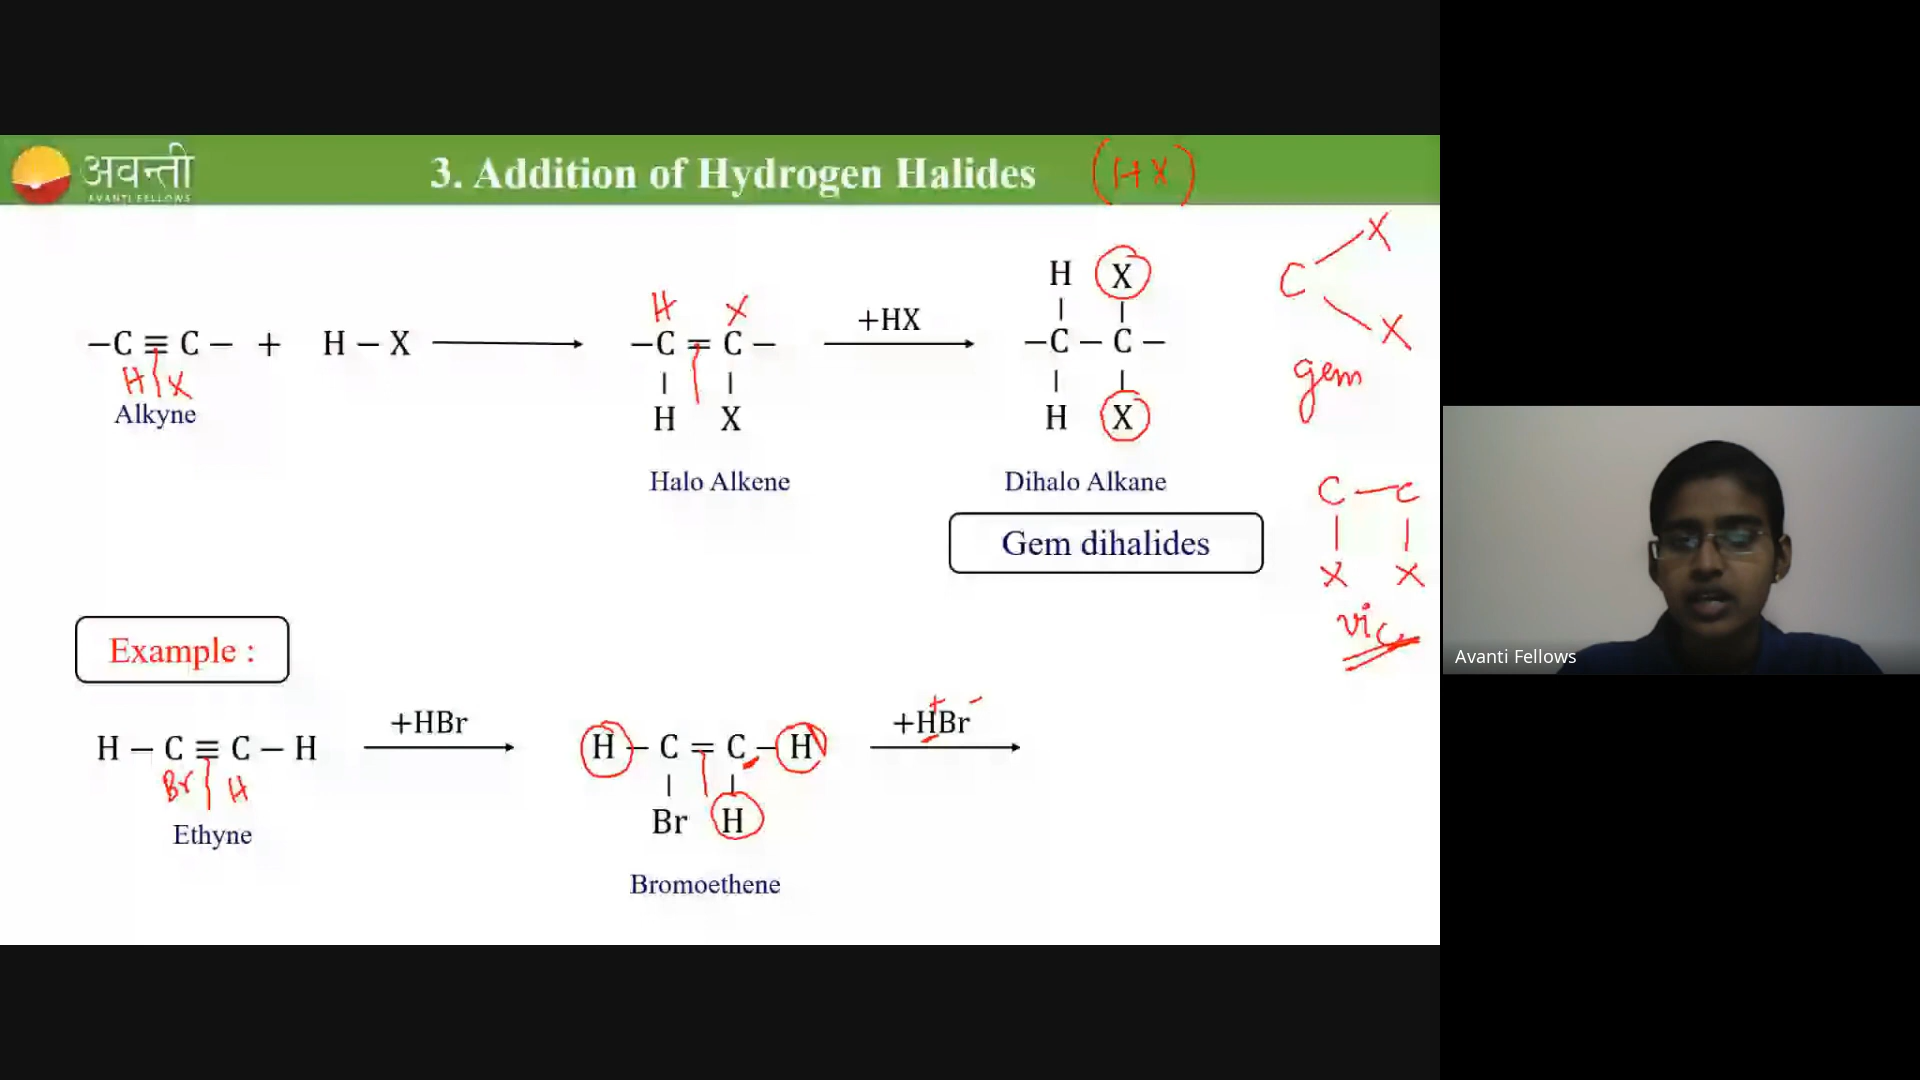 अवन्ती
AVANTI FELLOWS
3. Addition of Hydrogen Halides (HX)
H X
C X
H X
−C ≡ C − + H − X ⟶ −C = C − +HX ⟶ −C − C −
H X
H X
H X
X
gem
Alkyne
Halo Alkene
Dihalo Alkane
Gem dihalides
C − C
X X
vic
Example :
H − C ≡ C − H +HBr ⟶ H − C = C − H +HBr ⟶
+ −
Br H
Br H
Ethyne
Bromoethene
Avanti Fellows